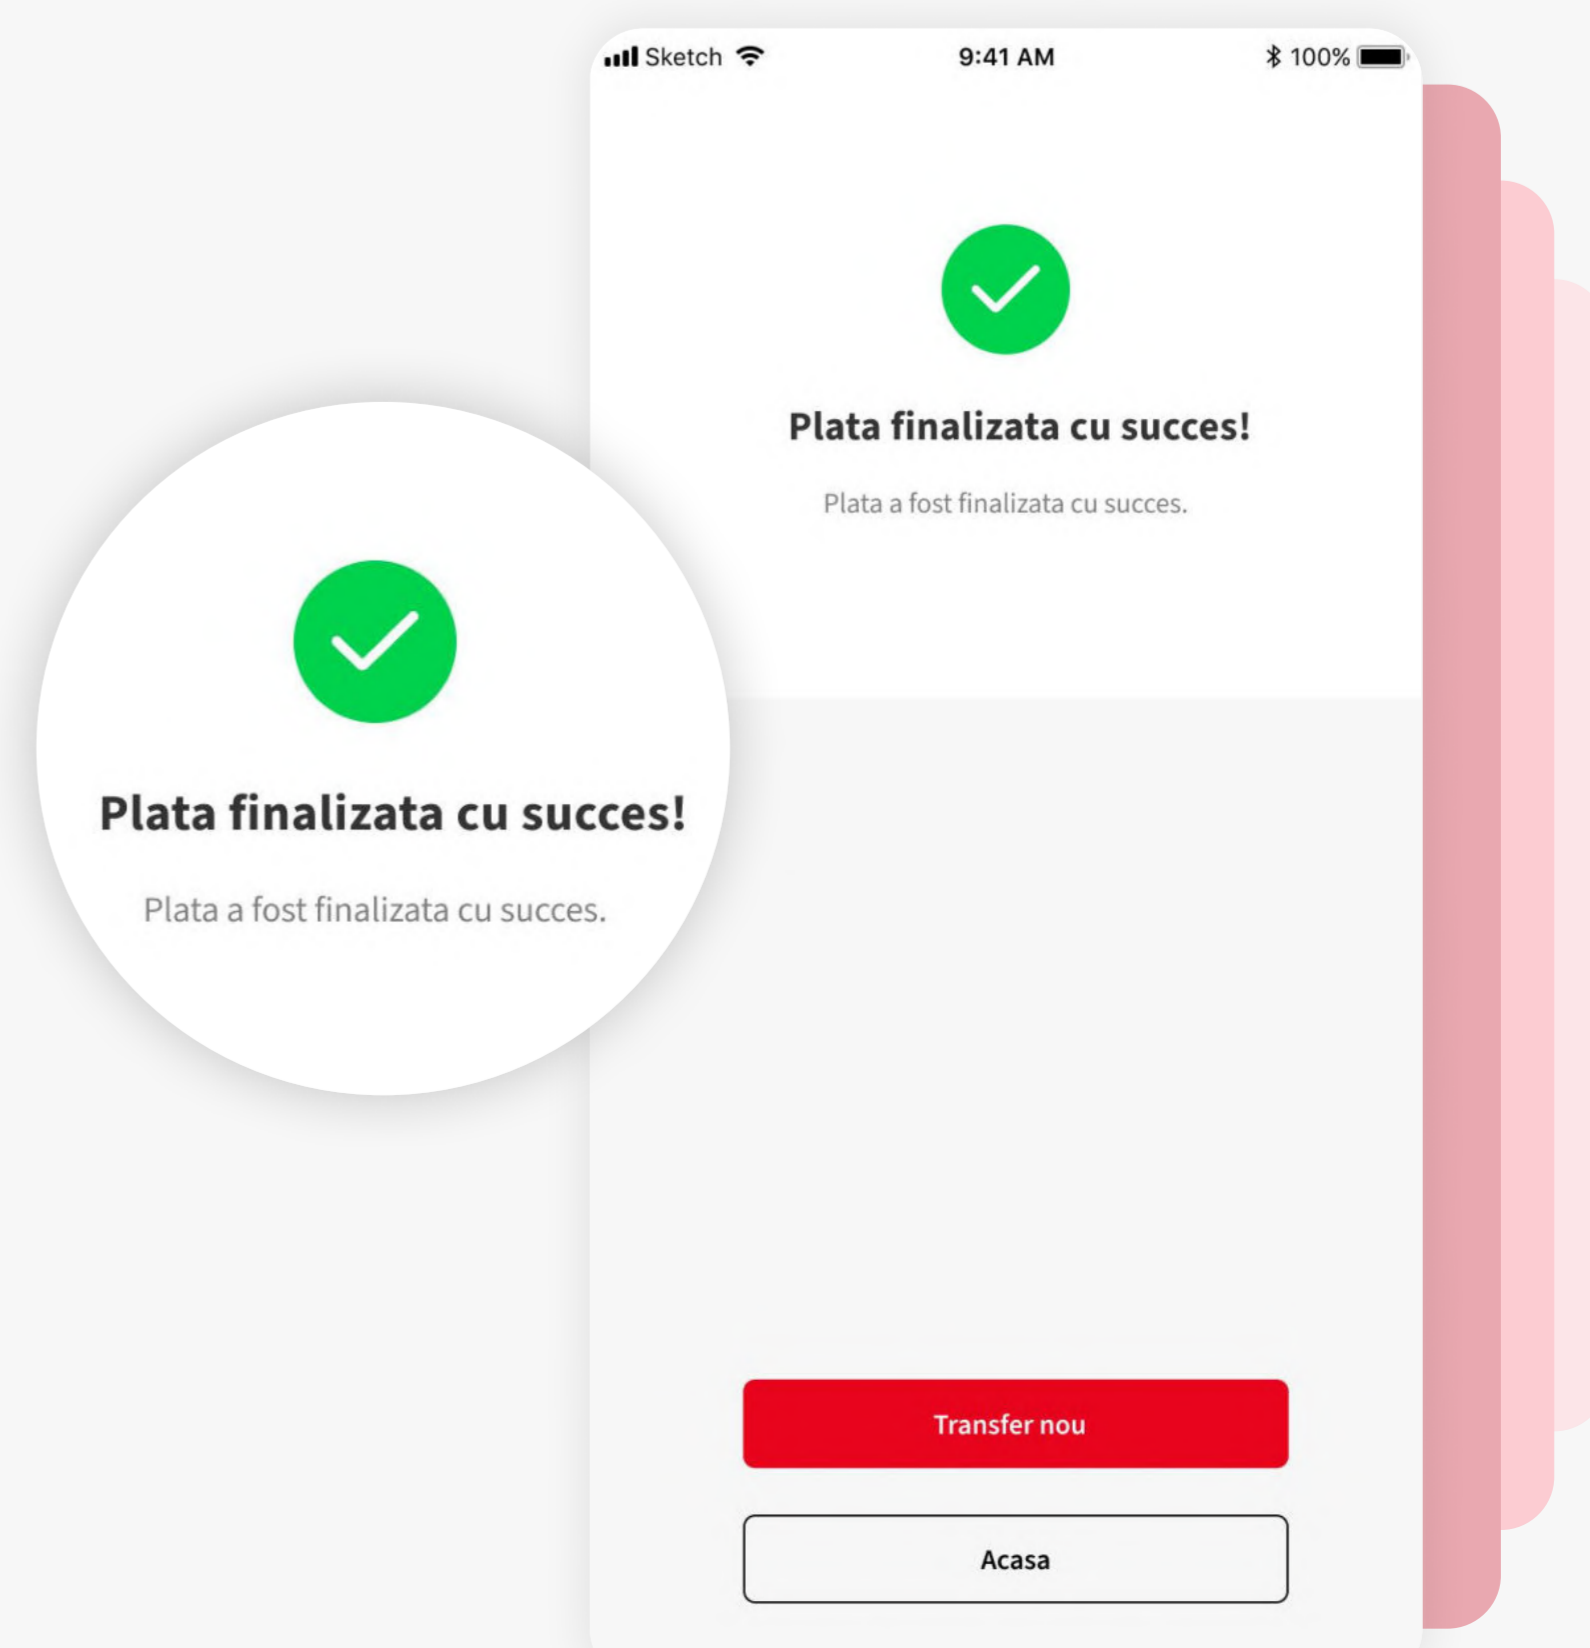 Sketch 9:41 AM 100%
Plata finalizata cu succes!
Plata a fost finalizata cu succes.
Plata finalizata cu succes!
Plata a fost finalizata cu succes.
Transfer nou
Acasa